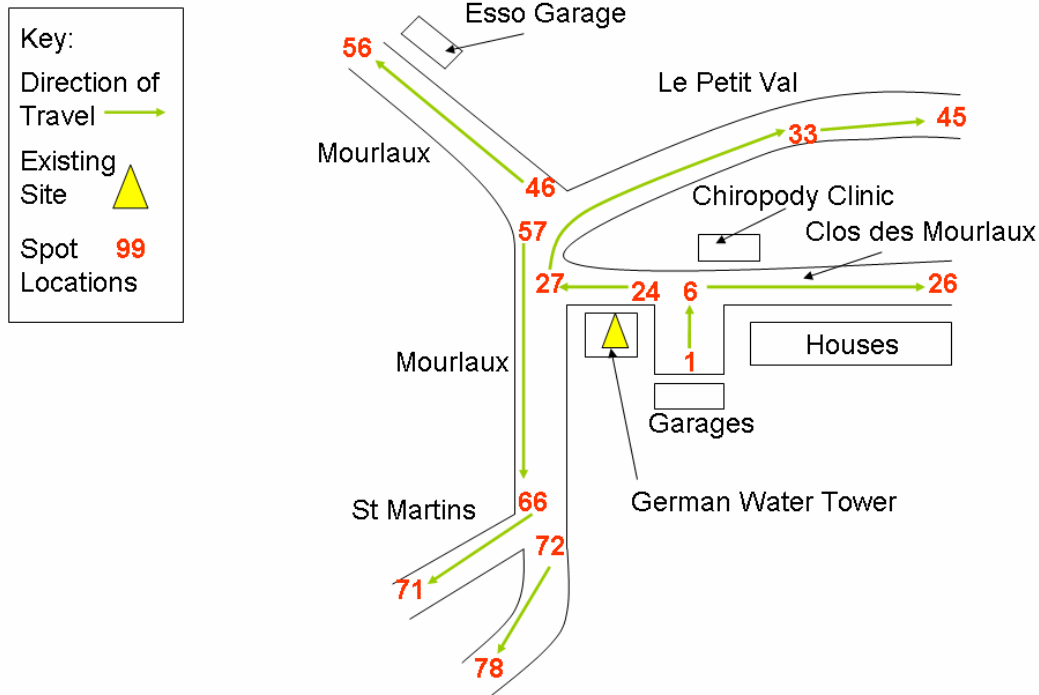 Key:
Direction of
Travel
Existing
Site
Spot 99
Locations
Esso Garage
56
Le Petit Val
45
33
Mourlaux
46
Chiropody Clinic
57
Clos des Mourlaux
27
24
6
26
Mourlaux
1
Houses
Garages
66
St Martins
German Water Tower
72
71
78